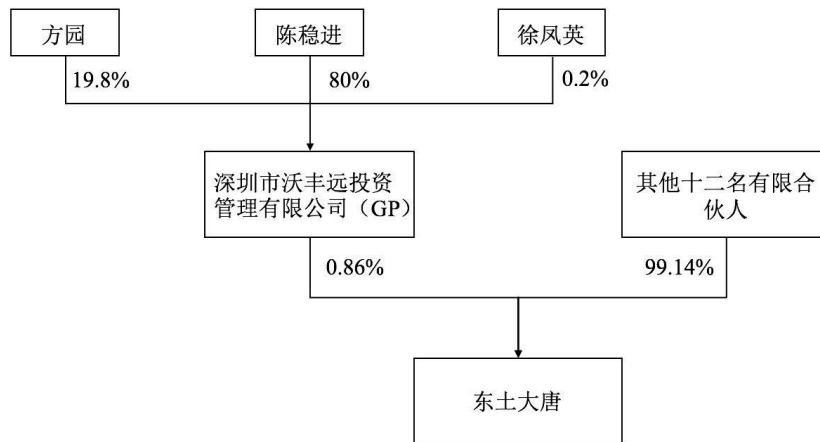 方园
陈稳进
徐凤英
19.8%
80%
0.2%
深圳市沃丰远投资
管理有限公司（GP）
其他十二名有限合
伙人
0.86%
99.14%
东土大唐